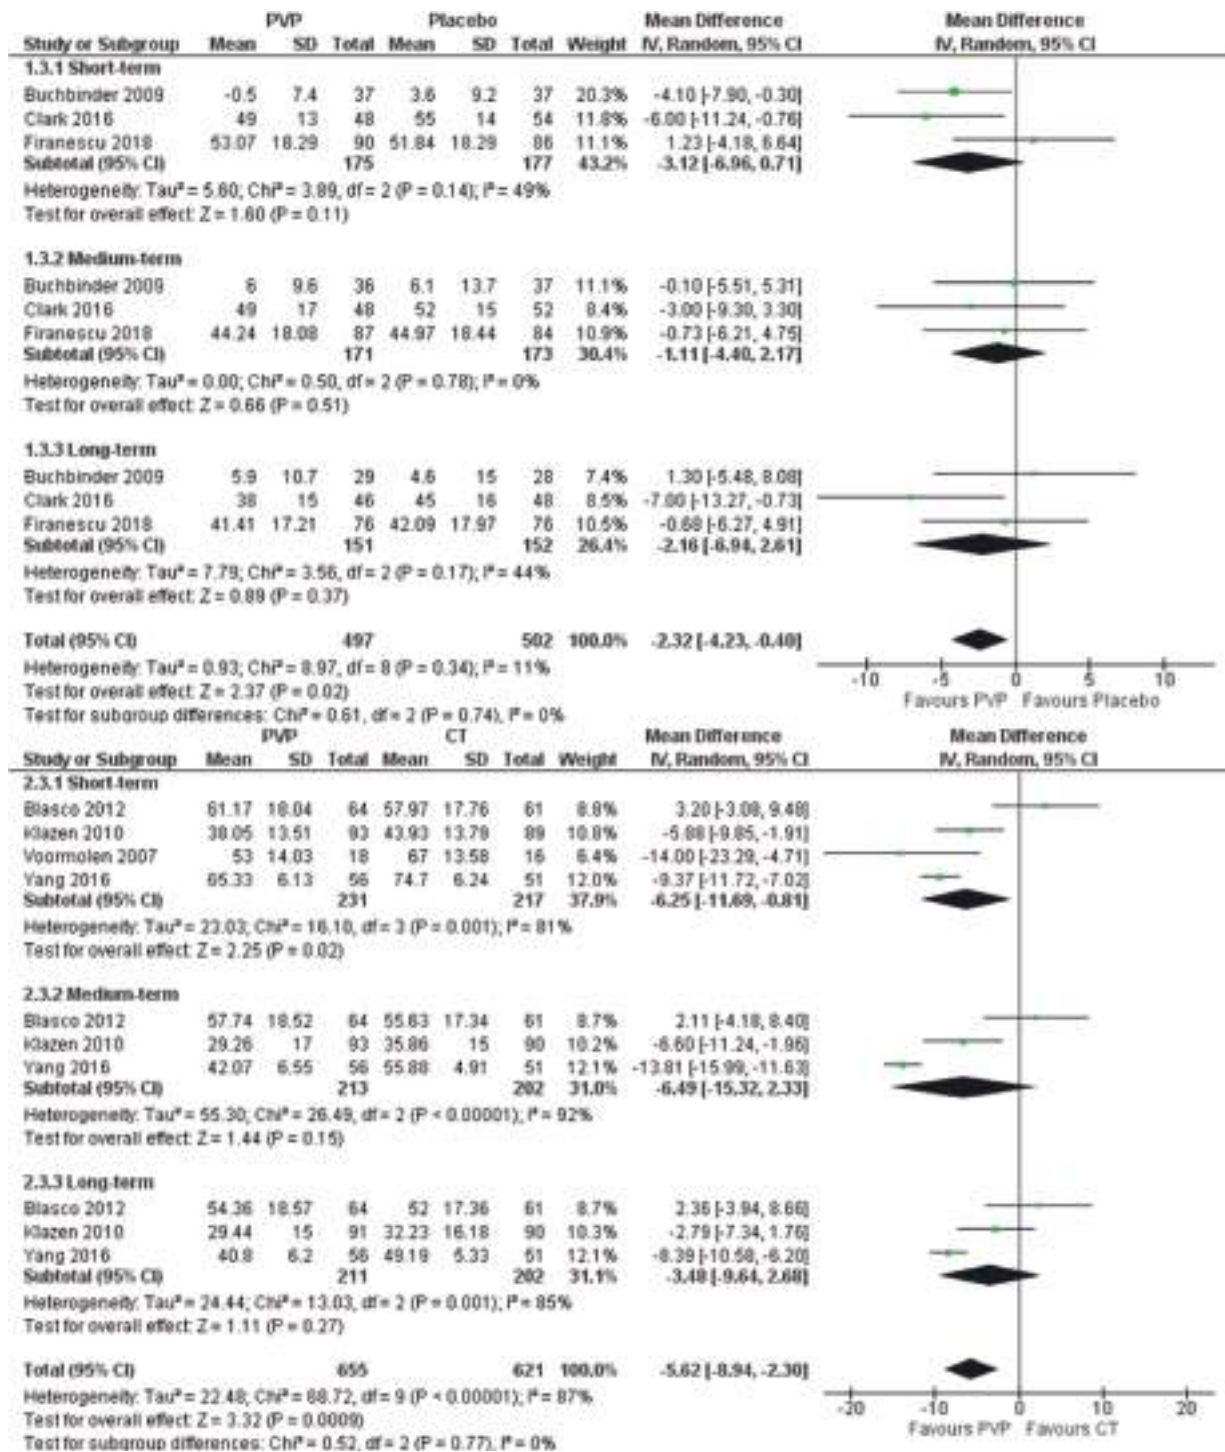 PVP Placebo Mean Difference Mean Difference
Study or Subgroup Mean SD Total Mean SD Total Weight IV, Random, 95% CI IV, Random, 95% CI
1.3.1 Short-term
Buchbinder 2009 -0.5 7.4 37 3.6 9.2 37 20.3% -4.10 [-7.90, -0.30]
Clark 2016 49 13 48 55 14 54 11.8% -6.00 [-11.24, -0.76]
Firanescu 2018 53.07 18.29 90 51.84 18.29 86 11.1% 1.23 [-4.18, 6.64]
Subtotal (95% CI) 175 177 43.2% -3.12 [-6.96, 0.71]
Heterogeneity: Tau² = 5.60; Chi² = 3.89, df = 2 (P = 0.14); I² = 49%
Test for overall effect: Z = 1.60 (P = 0.11)
1.3.2 Medium-term
Buchbinder 2009 6 9.6 36 6.1 13.7 37 11.1% -0.10 [-5.51, 5.31]
Clark 2016 49 17 48 52 15 52 8.4% -3.00 [-9.30, 3.30]
Firanescu 2018 44.24 18.08 87 44.97 18.44 84 10.9% -0.73 [-6.21, 4.75]
Subtotal (95% CI) 171 173 30.4% -1.11 [-4.40, 2.17]
Heterogeneity: Tau² = 0.00; Chi² = 0.50, df = 2 (P = 0.78); I² = 0%
Test for overall effect: Z = 0.66 (P = 0.51)
1.3.3 Long-term
Buchbinder 2009 5.9 10.7 29 4.6 15 28 7.4% 1.30 [-5.48, 8.08]
Clark 2016 38 15 46 45 16 48 8.5% -7.00 [-13.27, -0.73]
Firanescu 2018 41.41 17.21 76 42.09 17.97 76 10.5% -0.68 [-6.27, 4.91]
Subtotal (95% CI) 151 152 26.4% -2.16 [-6.94, 2.61]
Heterogeneity: Tau² = 7.79; Chi² = 3.56, df = 2 (P = 0.17); I² = 44%
Test for overall effect: Z = 0.89 (P = 0.37)
Total (95% CI) 497 502 100.0% -2.32 [-4.23, -0.40]
Heterogeneity: Tau² = 0.93; Chi² = 8.97, df = 8 (P = 0.34); I² = 11%
Test for overall effect: Z = 2.37 (P = 0.02)
Test for subgroup differences: Chi² = 0.61, df = 2 (P = 0.74), I² = 0%
-10 -5 0 5 10
Favours PVP Favours Placebo
PVP CT Mean Difference Mean Difference
Study or Subgroup Mean SD Total Mean SD Total Weight IV, Random, 95% CI IV, Random, 95% CI
2.3.1 Short-term
Blasco 2012 61.17 18.04 64 57.97 17.76 61 8.8% 3.20 [-3.08, 9.48]
Klazen 2010 38.05 13.51 93 43.93 13.79 89 10.8% -5.88 [-9.85, -1.91]
Voormolen 2007 53 14.03 18 67 13.58 16 6.4% -14.00 [-23.29, -4.71]
Yang 2016 65.33 6.13 56 74.7 6.24 51 12.0% -9.37 [-11.72, -7.02]
Subtotal (95% CI) 231 217 37.9% -6.25 [-11.69, -0.81]
Heterogeneity: Tau² = 23.03; Chi² = 16.10, df = 3 (P = 0.001); I² = 81%
Test for overall effect: Z = 2.25 (P = 0.02)
2.3.2 Medium-term
Blasco 2012 57.74 18.52 64 55.63 17.34 61 8.7% 2.11 [-4.18, 8.40]
Klazen 2010 29.26 17 93 35.86 15 90 10.2% -6.60 [-11.24, -1.96]
Yang 2016 42.07 6.55 56 55.88 4.91 51 12.1% -13.81 [-15.99, -11.63]
Subtotal (95% CI) 213 202 31.0% -6.49 [-15.32, 2.33]
Heterogeneity: Tau² = 55.30; Chi² = 26.49, df = 2 (P < 0.00001); I² = 92%
Test for overall effect: Z = 1.44 (P = 0.15)
2.3.3 Long-term
Blasco 2012 54.36 18.57 64 52 17.36 61 8.7% 2.36 [-3.94, 8.66]
Klazen 2010 29.44 15 91 32.23 16.18 90 10.3% -2.79 [-7.34, 1.76]
Yang 2016 40.8 6.2 56 49.19 5.33 51 12.1% -8.39 [-10.58, -6.20]
Subtotal (95% CI) 211 202 31.1% -3.48 [-9.64, 2.68]
Heterogeneity: Tau² = 24.44; Chi² = 13.03, df = 2 (P = 0.001); I² = 85%
Test for overall effect: Z = 1.11 (P = 0.27)
Total (95% CI) 655 621 100.0% -5.62 [-8.94, -2.30]
Heterogeneity: Tau² = 22.48; Chi² = 68.72, df = 9 (P < 0.00001); I² = 87%
Test for overall effect: Z = 3.32 (P = 0.0009)
Test for subgroup differences: Chi² = 0.52, df = 2 (P = 0.77), I² = 0%
-20 -10 0 10 20
Favours PVP Favours CT